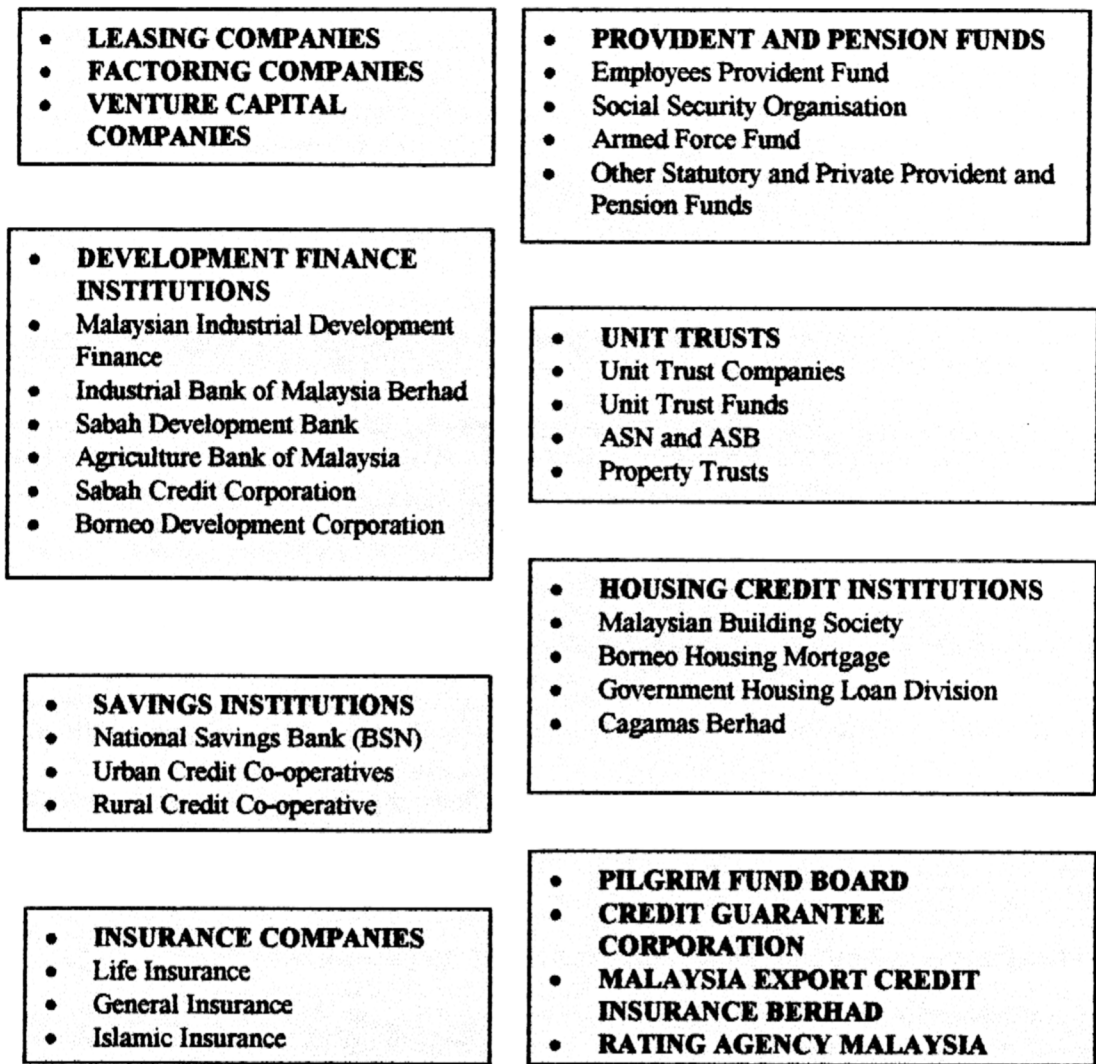 • LEASING COMPANIES
• FACTORING COMPANIES
• VENTURE CAPITAL
COMPANIES
• DEVELOPMENT FINANCE
INSTITUTIONS
• Malaysian Industrial Development
Finance
• Industrial Bank of Malaysia Berhad
• Sabah Development Bank
• Agriculture Bank of Malaysia
• Sabah Credit Corporation
• Borneo Development Corporation
• SAVINGS INSTITUTIONS
• National Savings Bank (BSN)
• Urban Credit Co-operatives
• Rural Credit Co-operative
• INSURANCE COMPANIES
• Life Insurance
• General Insurance
• Islamic Insurance
• PROVIDENT AND PENSION FUNDS
• Employees Provident Fund
• Social Security Organisation
• Armed Force Fund
• Other Statutory and Private Provident and
Pension Funds
• UNIT TRUSTS
• Unit Trust Companies
• Unit Trust Funds
• ASN and ASB
• Property Trusts
• HOUSING CREDIT INSTITUTIONS
• Malaysian Building Society
• Borneo Housing Mortgage
• Government Housing Loan Division
• Cagamas Berhad
• PILGRIM FUND BOARD
• CREDIT GUARANTEE
CORPORATION
• MALAYSIA EXPORT CREDIT
INSURANCE BERHAD
• RATING AGENCY MALAYSIA